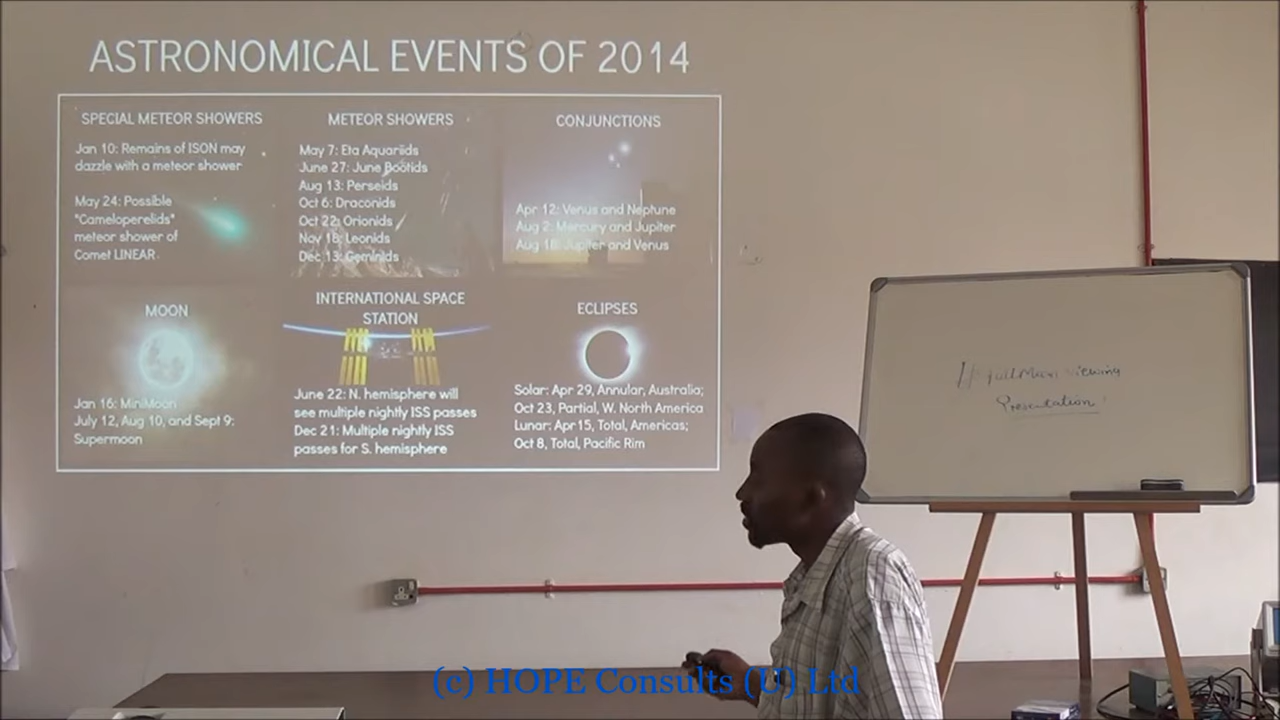 ASTRONOMICAL EVENTS OF 2014
SPECIAL METEOR SHOWERS
Jan 10: Remains of ISON may
dazzle with a meteor shower
May 24: Possible
"Cameloperelids"
meteor shower of
Comet LINEAR.
METEOR SHOWERS
May 7: Eta Aquariids
June 27: June Boötids
Aug 13: Perseids
Oct 6: Draconids
Oct 22: Orionids
Nov 18: Leonids
Dec 13: Geminids
CONJUNCTIONS
Apr 12: Venus and Neptune
Aug 2: Mercury and Jupiter
Aug 18: Jupiter and Venus
MOON
Jan 16: MiniMoon
July 12, Aug 10, and Sept 9:
Supermoon
INTERNATIONAL SPACE
STATION
June 22: N. hemisphere will
see multiple nightly ISS passes
Dec 21: Multiple nightly ISS
passes for S. hemisphere
ECLIPSES
Solar: Apr 29, Annular, Australia;
Oct 23, Partial, W. North America
Lunar: Apr 15, Total, Americas;
Oct 8, Total, Pacific Rim
# FullMoon viewing
Presentation
(c) HOPE Consults (U) Ltd